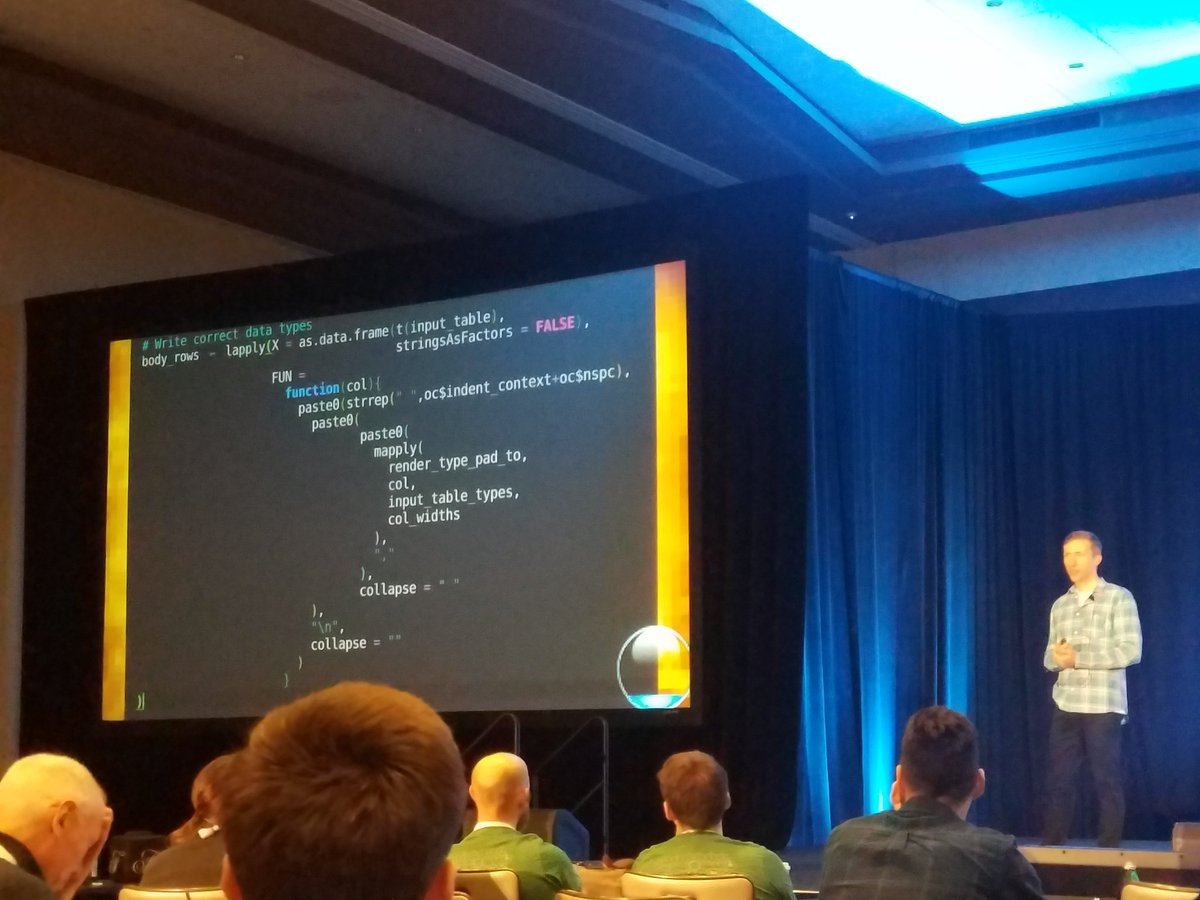 # Write correct data types
body_rows = lapply(X = as.data.frame(t(input_table),
stringsAsFactors = FALSE),
FUN =
function(col){
paste0(strrep(" ",oc$indent_context+oc$nspc),
paste0(
paste0(
mapply(
render_type_pad_to,
col,
input_table_types,
col_widths
),
","
),
collapse = " "
),
"\n",
collapse = ""
)
}
)